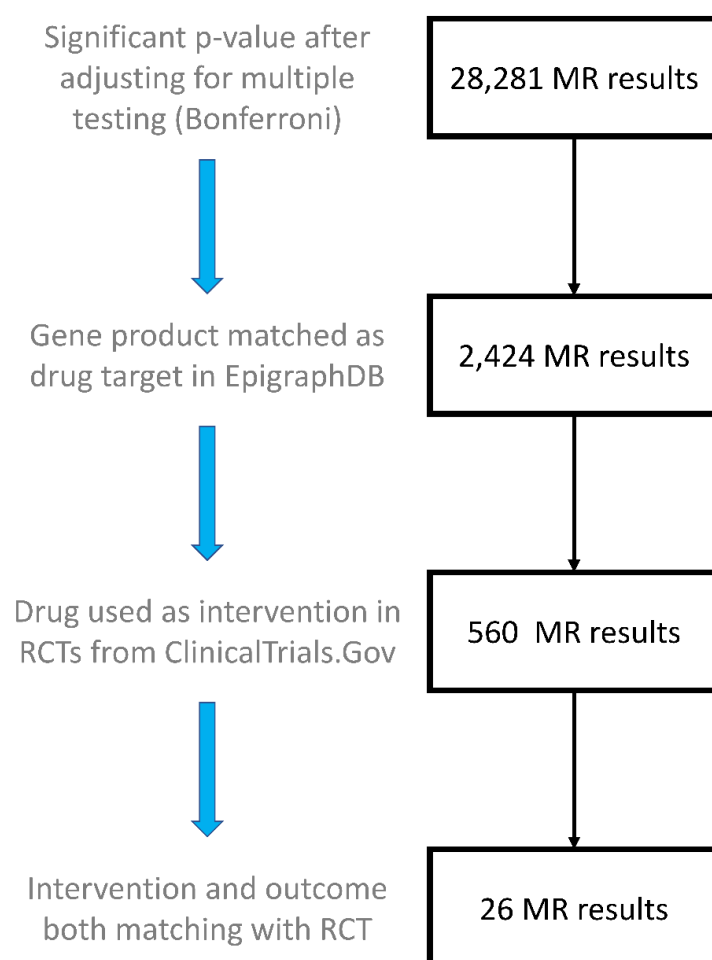 Significant p-value after
adjusting for multiple
testing (Bonferroni)
28,281 MR results
Gene product matched as
drug target in EpigraphDB
2,424 MR results
Drug used as intervention in
RCTs from ClinicalTrials.Gov
560 MR results
Intervention and outcome
both matching with RCT
26 MR results